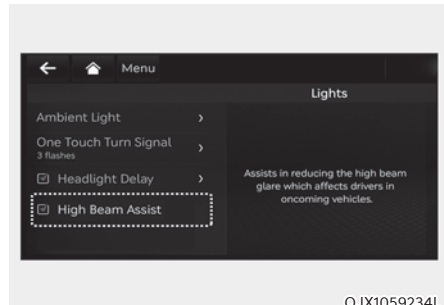 Menu
Lights
Ambient Light
One Touch Turn Signal
3 flashes
Headlight Delay
High Beam Assist
Assists in reducing the high beam
glare which affects drivers in
oncoming vehicles.
OJX1059234L